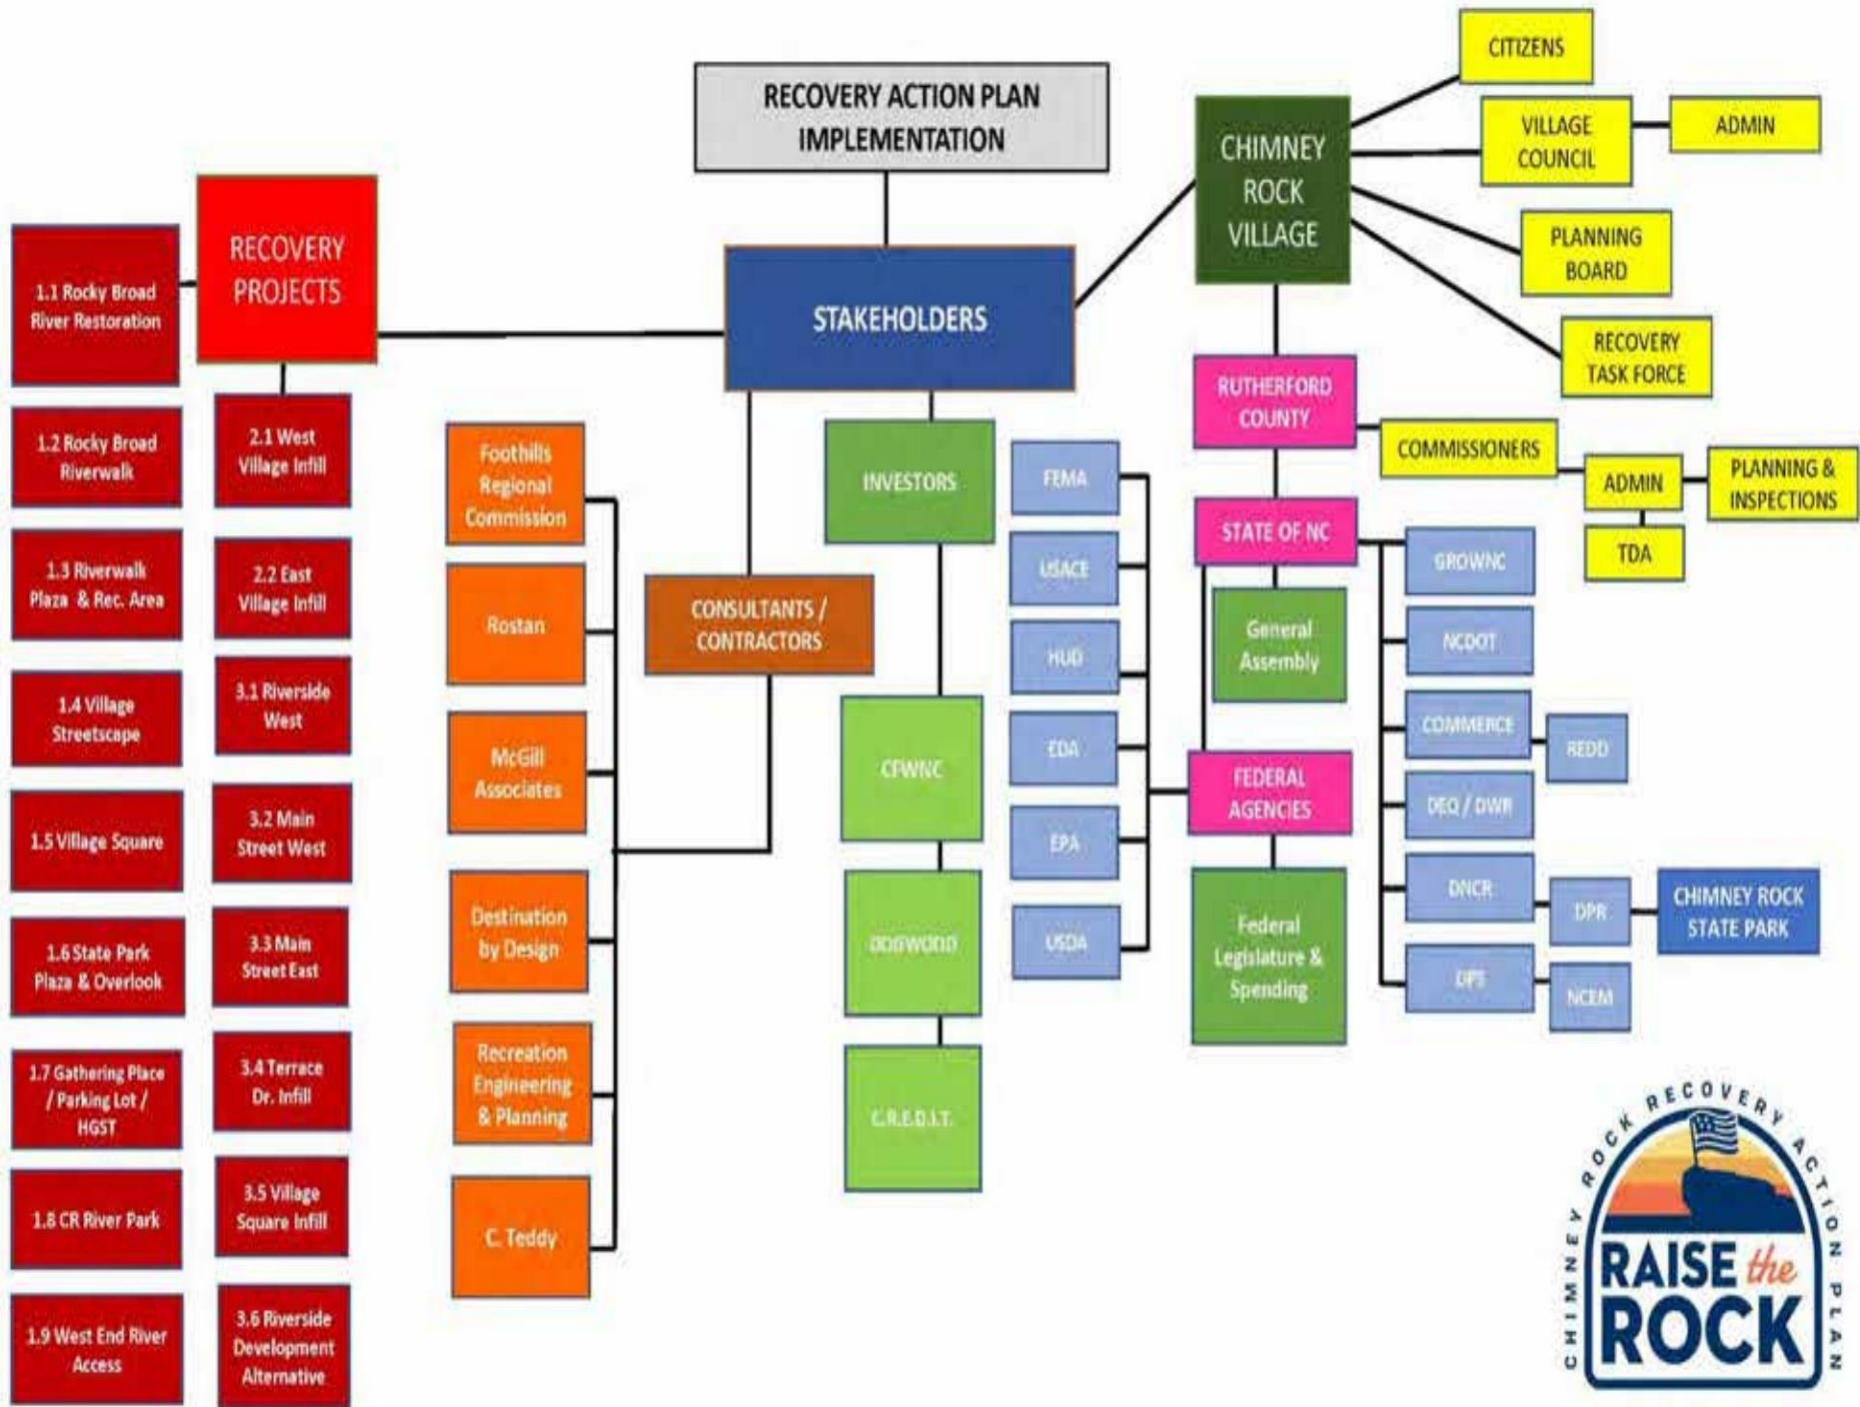 RECOVERY ACTION PLAN
IMPLEMENTATION
STAKEHOLDERS
RECOVERY
PROJECTS
1.1 Rocky Broad
River Restoration
1.2 Rocky Broad
Riverwalk
1.3 Riverwalk
Plaza & Rec. Area
1.4 Village
Streetscape
1.5 Village Square
1.6 State Park
Plaza & Overlook
1.7 Gathering Place
/ Parking Lot /
HGST
1.8 CR River Park
1.9 West End River
Access
2.1 West
Village Infill
2.2 East
Village Infill
3.1 Riverside
West
3.2 Main
Street West
3.3 Main
Street East
3.4 Terrace
Dr. Infill
3.5 Village
Square Infill
3.6 Riverside
Development
Alternative
CONSULTANTS /
CONTRACTORS
Foothills
Regional
Commission
Rostan
McGill
Associates
Destination
by Design
Recreation
Engineering
& Planning
C. Teddy
INVESTORS
CFWNC
DOGWOOD
C.R.E.D.I.T.
CHIMNEY
ROCK
VILLAGE
CITIZENS
VILLAGE
COUNCIL
ADMIN
PLANNING
BOARD
RECOVERY
TASK FORCE
RUTHERFORD
COUNTY
COMMISSIONERS
ADMIN
PLANNING &
INSPECTIONS
TDA
STATE OF NC
General
Assembly
GROWNC
NCDOT
COMMERCE
REDD
DEQ / DWR
DNCR
DPR
CHIMNEY ROCK
STATE PARK
DPS
NCEM
FEDERAL
AGENCIES
FEMA
USACE
HUD
EDA
EPA
USDA
Federal
Legislature &
Spending
CHIMNEY ROCK RECOVERY ACTION PLAN
RAISE the
ROCK